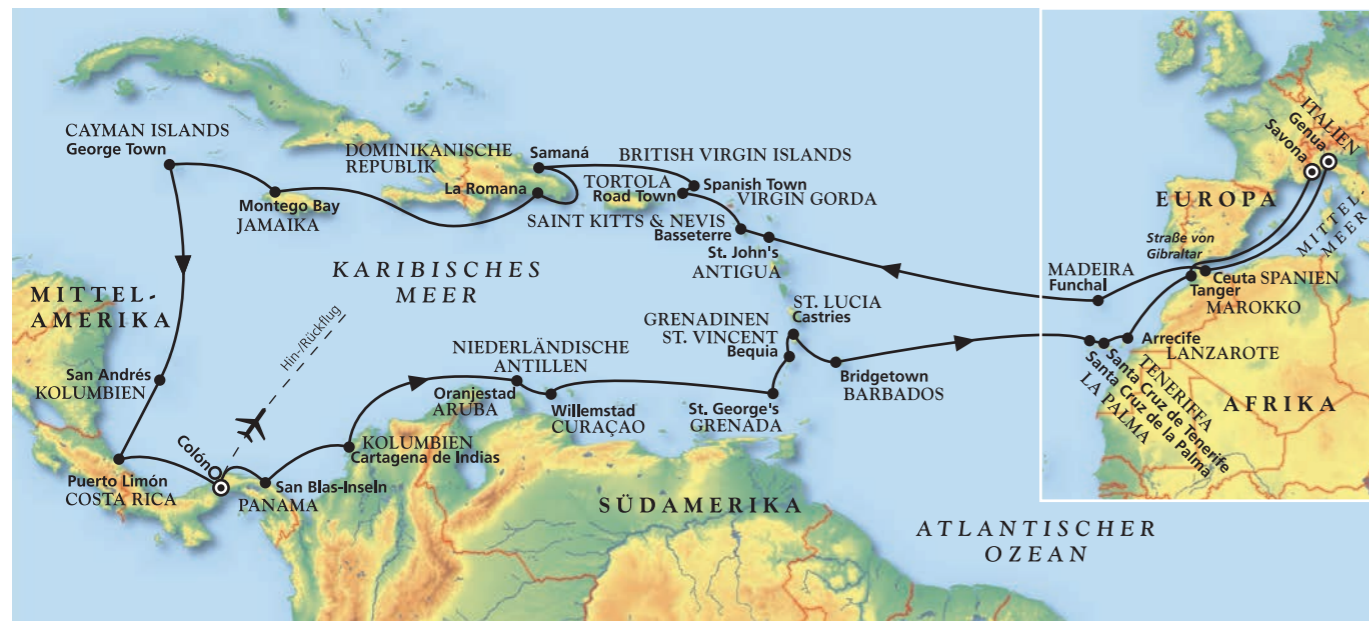 CAYMAN ISLANDS
George Town
Montego Bay
JAMAIKA
DOMINIKANISCHE
REPUBLIK
La Romana
Samaná
BRITISH VIRGIN ISLANDS
TORTOLA
Road Town
Spanish Town
VIRGIN GORDA
SAINT KITTS & NEVIS
Basseterre
St. John's
ANTIGUA
KARIBISCHES
MEER
MITTEL-
AMERIKA
Hin-/Rückflug
San Andrés
KOLUMBIEN
Puerto Limón
COSTA RICA
Colón
PANAMA
San Blas-Inseln
KOLUMBIEN
Cartagena de Indias
NIEDERLÄNDISCHE
ANTILLEN
Oranjestad
ARUBA
Willemstad
CURAÇAO
St. George's
GRENADA
GRENADINEN
ST. VINCENT
Bequia
ST. LUCIA
Castries
Bridgetown
BARBADOS
SÜDAMERIKA
ATLANTISCHER
OZEAN
ITALIEN
Genua
Savona
EUROPA
MITTEL-
MEER
Straße von
Gibraltar
MADEIRA
Funchal
Ceuta SPANIEN
Tanger
MAROKKO
Arrecife
LANZAROTE
TENERIFFA
Santa Cruz de Tenerife
Santa Cruz de la Palma
LA PALMA
AFRIKA